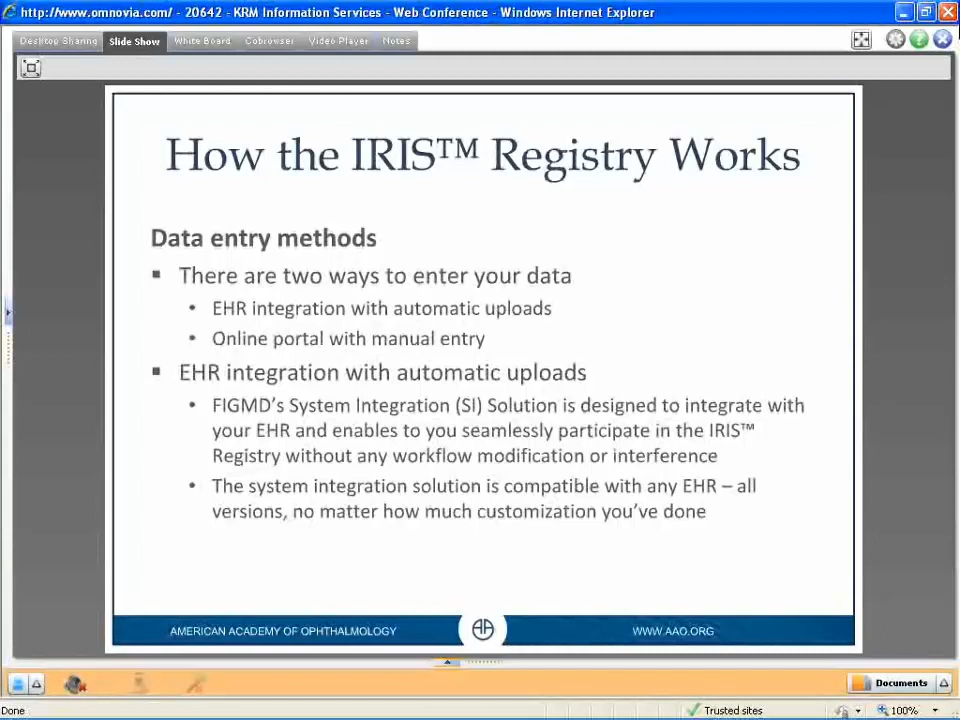 http://www.omnovia.com/ - 20642 - KRM Information Services - Web Conference - Windows Internet Explorer
Desktop Sharing Slide Show White Board Cobrowser Video Player Notes
How the IRIS™ Registry Works
Data entry methods
▪ There are two ways to enter your data
• EHR integration with automatic uploads
• Online portal with manual entry
▪ EHR integration with automatic uploads
• FIGMD's System Integration (SI) Solution is designed to integrate with
your EHR and enables to you seamlessly participate in the IRIS™
Registry without any workflow modification or interference
• The system integration solution is compatible with any EHR – all
versions, no matter how much customization you've done
AMERICAN ACADEMY OF OPHTHALMOLOGY WWW.AAO.ORG
Documents
Done Trusted sites 100%